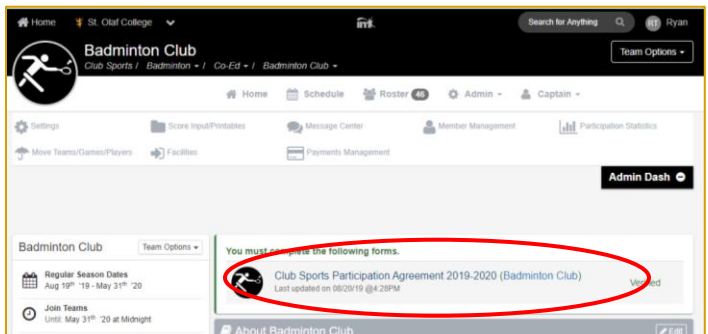 Home St. Olaf College im. Search for Anything RT Ryan
Badminton Club
Club Sports / Badminton / Co-Ed / Badminton Club
Team Options
Home Schedule Roster 46 Admin Captain
Settings Score Input/Printables Message Center Member Management Participation Statistics
Move Teams/Games/Players Facilities Payments Management
Admin Dash
Badminton Club Team Options
You must complete the following forms.
Regular Season Dates
Aug 19th '19 - May 31th '20
Club Sports Participation Agreement 2019-2020 (Badminton Club)
Last updated on 08/20/19 @4:28PM
Verified
Join Teams
Until: May 31th '20 at Midnight
About Badminton Club Edit